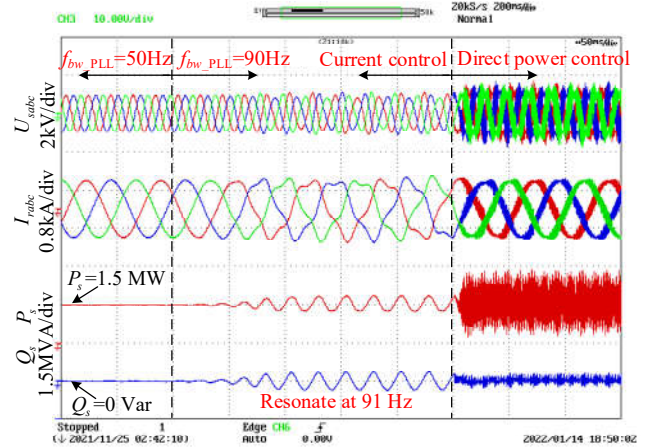 CH3 10.00V/div
20kS/s 200ms/div
Normal
50ms/div
f_bw_PLL=50Hz f_bw_PLL=90Hz Current control Direct power control
U_sabc
2kV/div
I_rabc
0.8kA/div
P_s=1.5 MW
Q_s P_s
1.5MVA/div
Q_s=0 Var
Resonate at 91 Hz
Stopped 1 Edge CH6
(↓ 2021/11/25 02:42:10) Auto 0.00V 2022/01/14 18:50:02